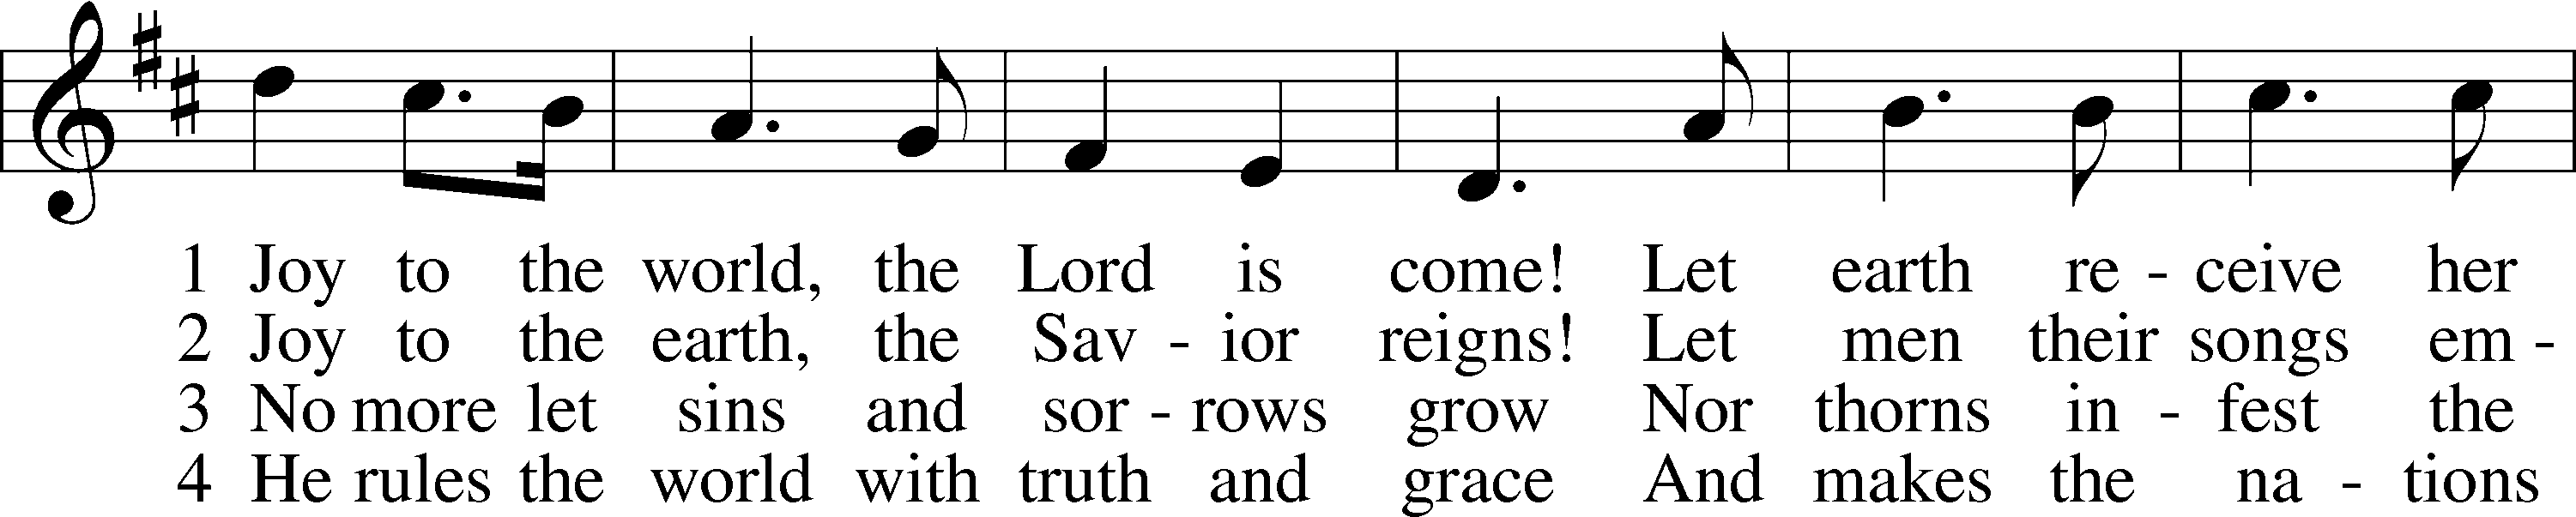 1 Joy to the world, the Lord is come! Let earth re - ceive her
2 Joy to the earth, the Sav - ior reigns! Let men their songs em -
3 No more let sins and sor - rows grow Nor thorns in - fest the
4 He rules the world with truth and grace And makes the na - tions